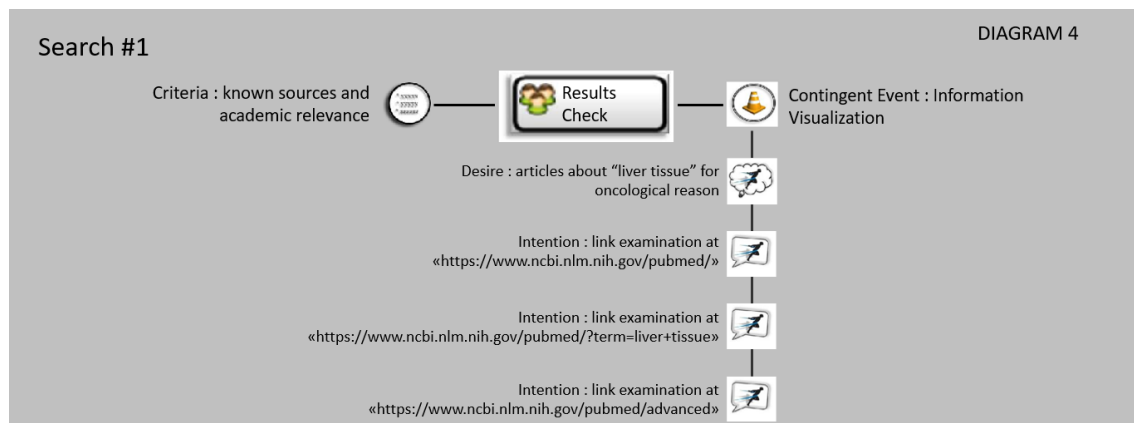 Search #1
DIAGRAM 4
Criteria : known sources and
academic relevance
Results
Check
Contingent Event : Information
Visualization
Desire : articles about “liver tissue” for
oncological reason
Intention : link examination at
«https://www.ncbi.nlm.nih.gov/pubmed/»
Intention : link examination at
«https://www.ncbi.nlm.nih.gov/pubmed/?term=liver+tissue»
Intention : link examination at
«https://www.ncbi.nlm.nih.gov/pubmed/advanced»